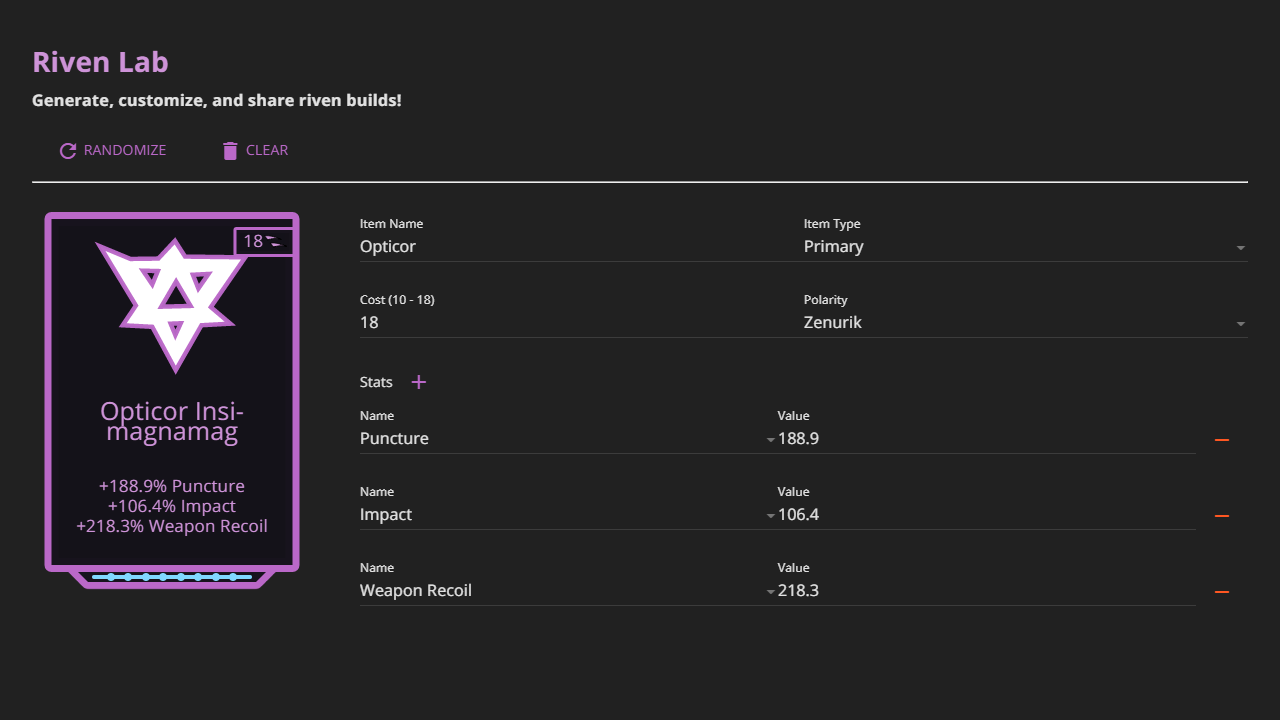 Riven Lab
Generate, customize, and share riven builds!
RANDOMIZE
CLEAR
18
Opticor Insi-
magnamag
+188.9% Puncture
+106.4% Impact
+218.3% Weapon Recoil
Item Name
Opticor
Item Type
Primary
Cost (10 - 18)
18
Polarity
Zenurik
Stats
Name
Puncture
Value
188.9
Name
Impact
Value
106.4
Name
Weapon Recoil
Value
218.3